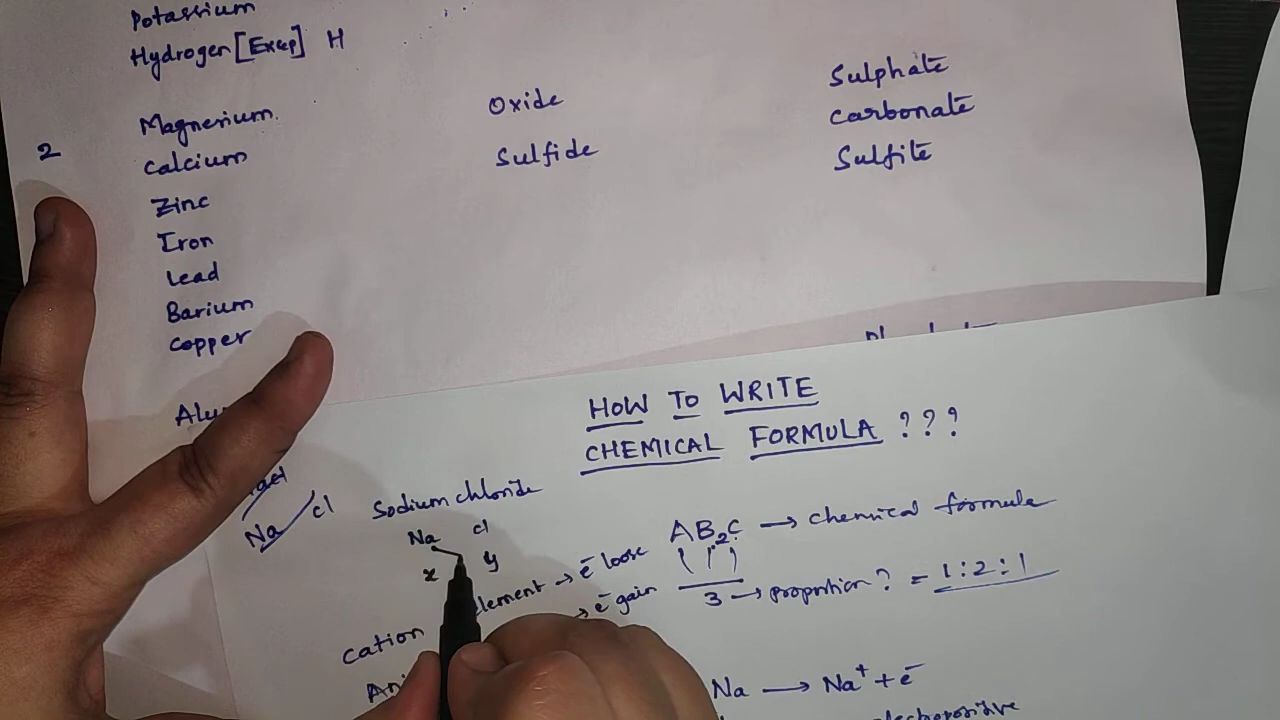 Potassium
Hydrogen [Excep] H
2 Magnesium. Oxide Sulphate
Calcium Sulfide Carbonate
Zinc Sulfite
Iron
Lead
Barium
Copper
HOW TO WRITE
CHEMICAL FORMULA ???
Na Cl Sodium chloride
Na Cl
x y
AB₂C → chemical formule
element → e⁻ loose
→ e⁻ gain
3 → proportion? = 1:2:1
Cation
Na → Na⁺ + e⁻